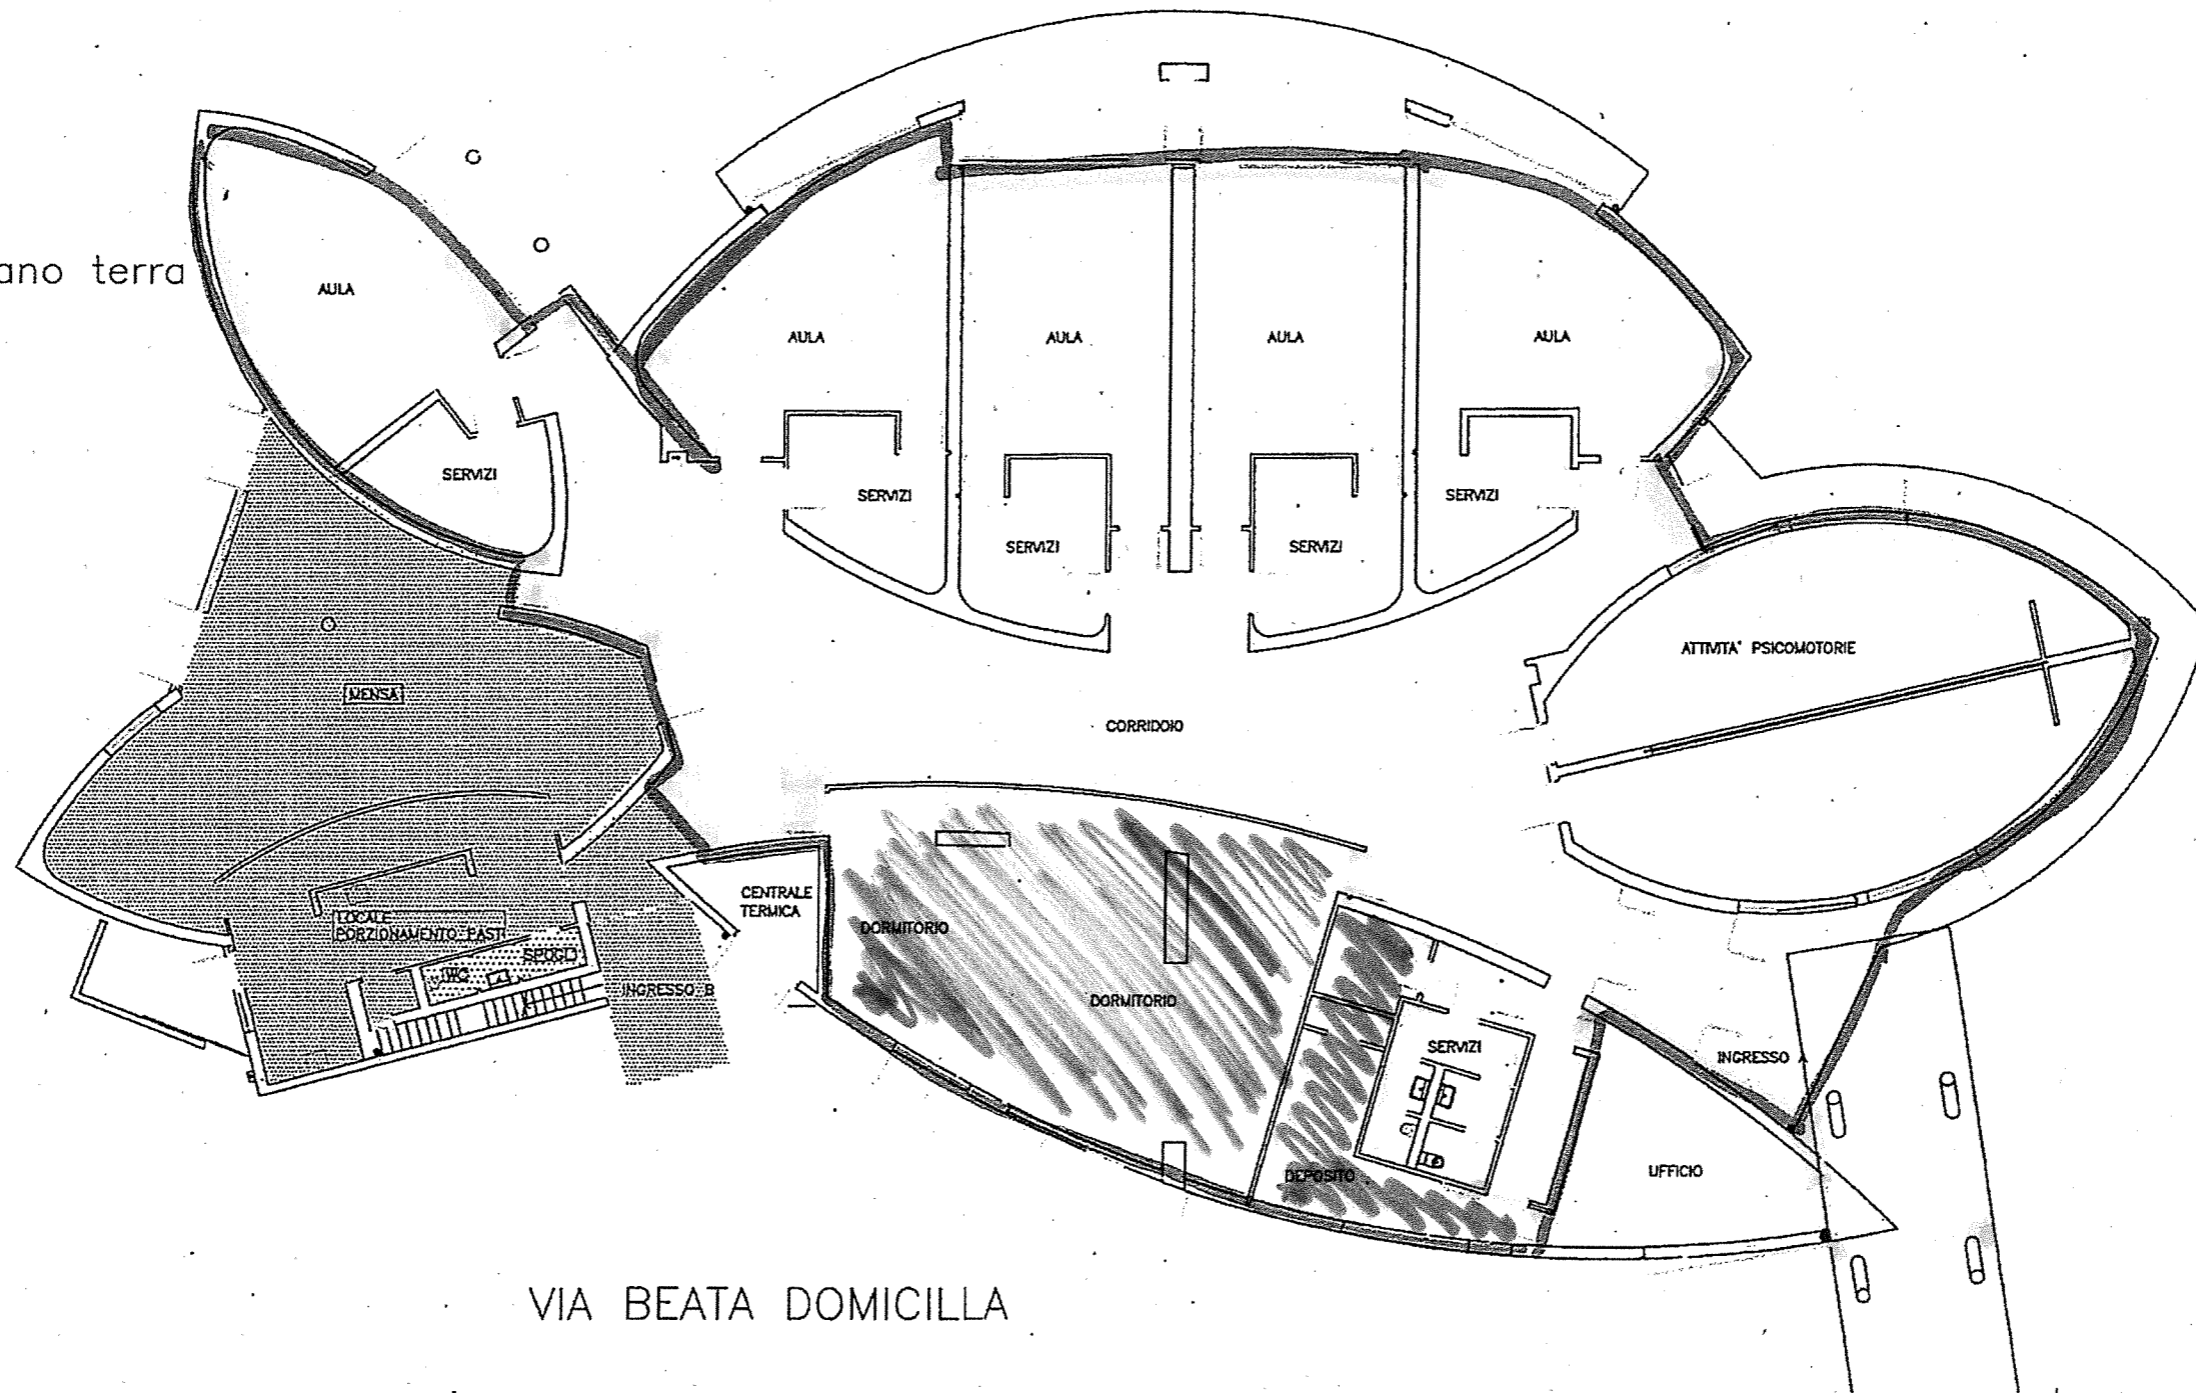 ano terra
AULA
AULA
AULA
AULA
AULA
SERVIZI
SERVIZI
SERVIZI
SERVIZI
SERVIZI
ATTIVITA' PSICOMOTORIE
MENSA
CORRIDOIO
CENTRALE
TERMICA
LOCALE
PORZIONAMENTO PASTI
DORMITORIO
SPOGL.
WC
INGRESSO B
DORMITORIO
SERVIZI
INGRESSO A
DEPOSITO
UFFICIO
VIA BEATA DOMICILLA